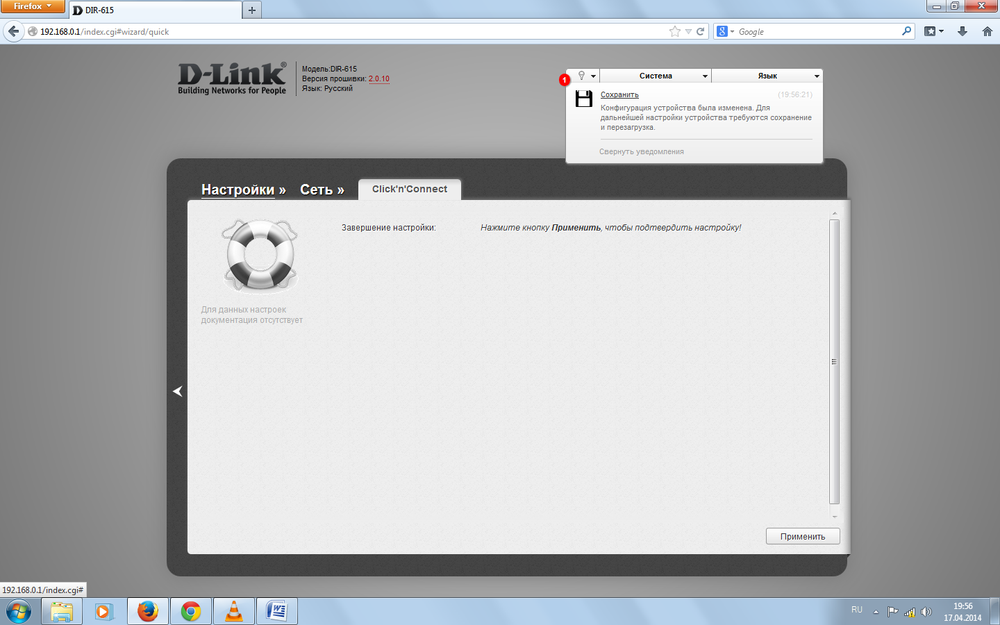 Firefox
DIR-615
192.168.0.1/index.cgi#wizard/quick
Google
D-Link
Building Networks for People
Модель:DIR-615
Версия прошивки: 2.0.10
Язык: Русский
1
Система
Язык
Сохранить
(19:56:21)
Конфигурация устройства была изменена. Для
дальнейшей настройки устройства требуются сохранение
и перезагрузка.
Свернуть уведомления
Настройки »
Сеть »
Click'n'Connect
Завершение настройки:
Нажмите кнопку Применить, чтобы подтвердить настройку!
Для данных настроек
документация отсутствует
Применить
192.168.0.1/index.cgi#
RU
19:56
17.04.2014